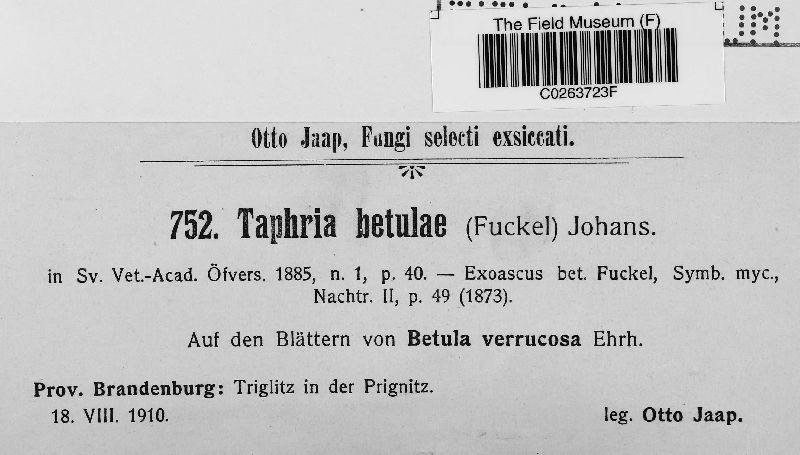 The Field Museum (F)
C0263723F
Otto Jaap, Fungi selecti exsiccati.
752. Taphria betulae (Fuckel) Johans.
in Sv. Vet.-Acad. Öfvers. 1885, n. 1, p. 40. — Exoascus bet. Fuckel, Symb. myc.,
Nachtr. II, p. 49 (1873).
Auf den Blättern von Betula verrucosa Ehrh.
Prov. Brandenburg: Triglitz in der Prignitz.
18. VIII. 1910.
leg. Otto Jaap.